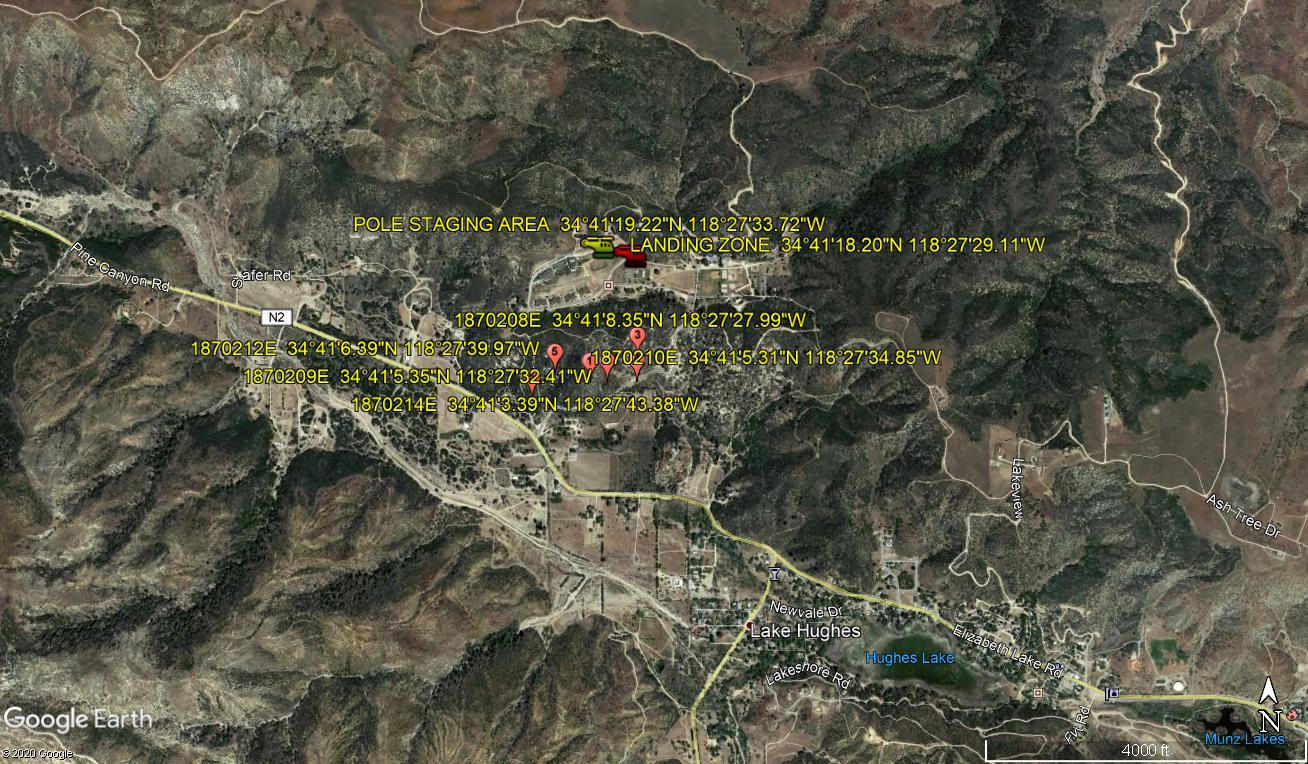 POLE STAGING AREA 34°41'19.22"N 118°27'33.72"W
LANDING ZONE 34°41'18.20"N 118°27'29.11"W
Pine Canyon Rd
afer Rd
S
N2
1870208E 34°41'8.35"N 118°27'27.99"W
3
1870212E 34°41'6.39"N 118°27'39.97"W
5
1870210E 34°41'5.31"N 118°27'34.85"W
1870209E 34°41'5.35"N 118°27'32.41"W
1870214E 34°41'3.39"N 118°27'43.38"W
Lakeview
Ash Tree Dr
Newvale Dr
Lake Hughes
Elizabeth Lake Rd
Hughes Lake
Lakeshore Rd
Google Earth
N
Munz Lakes
© 2020 Google
4000 ft